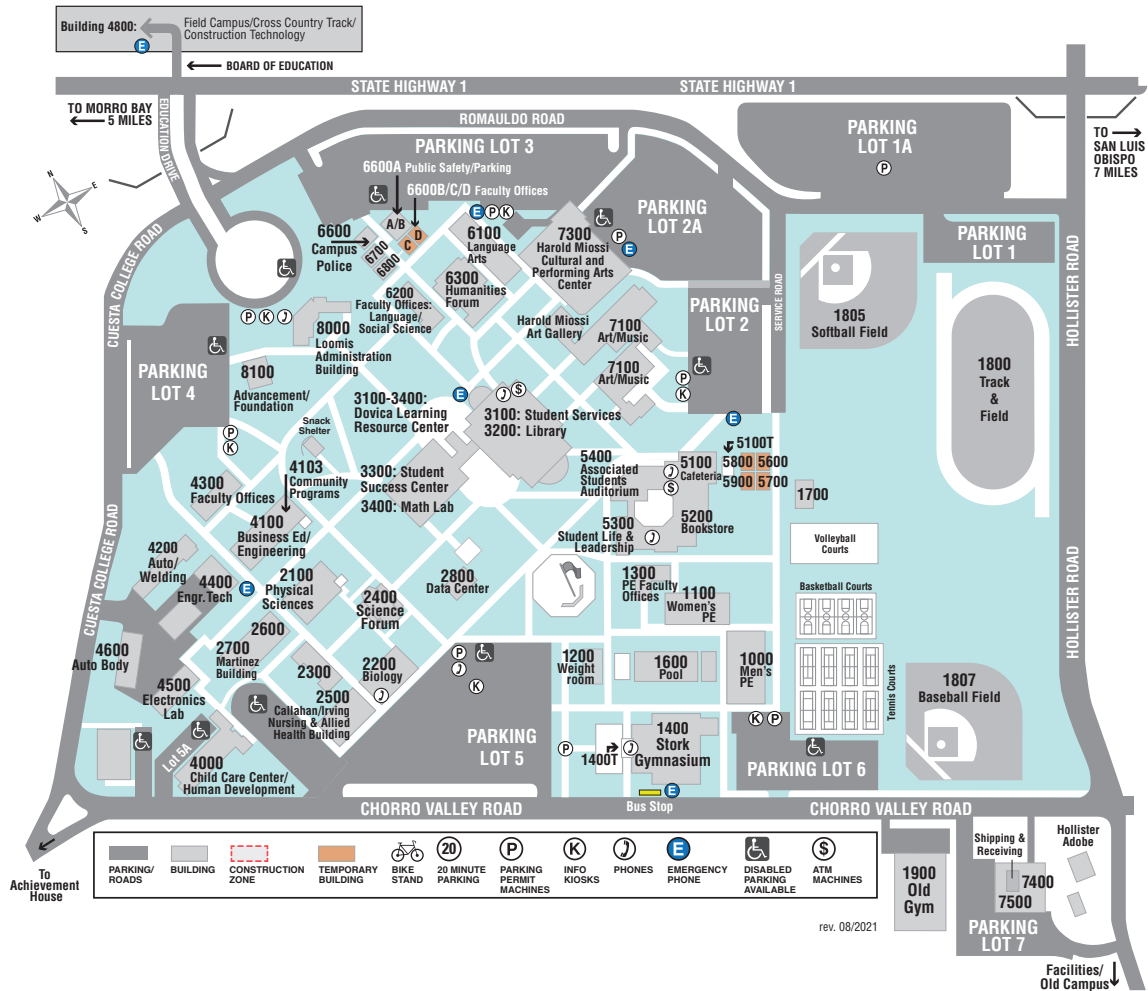 Building 4800:
Field Campus/Cross Country Track/
Construction Technology
E
BOARD OF EDUCATION
STATE HIGHWAY 1
STATE HIGHWAY 1
TO MORRO BAY
5 MILES
EDUCATION DRIVE
ROMAULDO ROAD
PARKING
LOT 1A
P
TO
SAN LUIS
OBISPO
7 MILES
N
E
W
S
PARKING LOT 3
6600A Public Safety/Parking
6600B/C/D Faculty Offices
A/B
D
C
6600
Campus
Police
6700
6800
E P K
6100
Language
Arts
7300
Harold Miossi
Cultural and
Performing Arts
Center
P
E
PARKING
LOT 2A
PARKING
LOT 1
CUESTA COLLEGE ROAD
HOLLISTER ROAD
SERVICE ROAD
6300
Humanities
Forum
6200
Faculty Offices:
Language/
Social Science
P K
8000
Loomis
Administration
Building
Harold Miossi
Art Gallery
7100
Art/Music
7100
Art/Music
PARKING
LOT 2
P
K
1805
Softball Field
1800
Track
&
Field
PARKING
LOT 4
8100
Advancement/
Foundation
P
K
Snack
Shelter
3100-3400:
Dovica Learning
Resource Center
E
$
3100: Student Services
3200: Library
E
5100T
5800 5600
5900 5700
4103
Community
Programs
3300: Student
Success Center
3400: Math Lab
5400
Associated
Students
Auditorium
$
5100
Cafeteria
5200
Bookstore
5300
Student Life &
Leadership
1700
4300
Faculty Offices
4100
Business Ed/
Engineering
Volleyball
Courts
CUESTA COLLEGE ROAD
HOLLISTER ROAD
4200
Auto/
Welding
4400
Engr. Tech
E
2100
Physical
Sciences
2800
Data Center
2400
Science
Forum
1300
PE Faculty
Offices
1100
Women's
PE
Basketball Courts
2600
2700
Martinez
Building
4600
Auto Body
2300
2200
Biology
P
K
1200
Weight
room
1600
Pool
1000
Men's
PE
Tennis Courts
1807
Baseball Field
4500
Electronics
Lab
2500
Callahan/Irving
Nursing & Allied
Health Building
Lot 5A
4000
Child Care Center/
Human Development
PARKING
LOT 5
P
1400T
1400
Stork
Gymnasium
K P
PARKING LOT 6
E
Bus Stop
CHORRO VALLEY ROAD
CHORRO VALLEY ROAD
To
Achievement
House
PARKING/
ROADS
BUILDING
CONSTRUCTION
ZONE
TEMPORARY
BUILDING
BIKE
STAND
20
20 MINUTE
PARKING
P
PARKING
PERMIT
MACHINES
K
INFO
KIOSKS
PHONES
E
EMERGENCY
PHONE
DISABLED
PARKING
AVAILABLE
$
ATM
MACHINES
rev. 08/2021
1900
Old
Gym
Shipping &
Receiving
7400
7500
PARKING
LOT 7
Hollister
Adobe
Facilities/
Old Campus